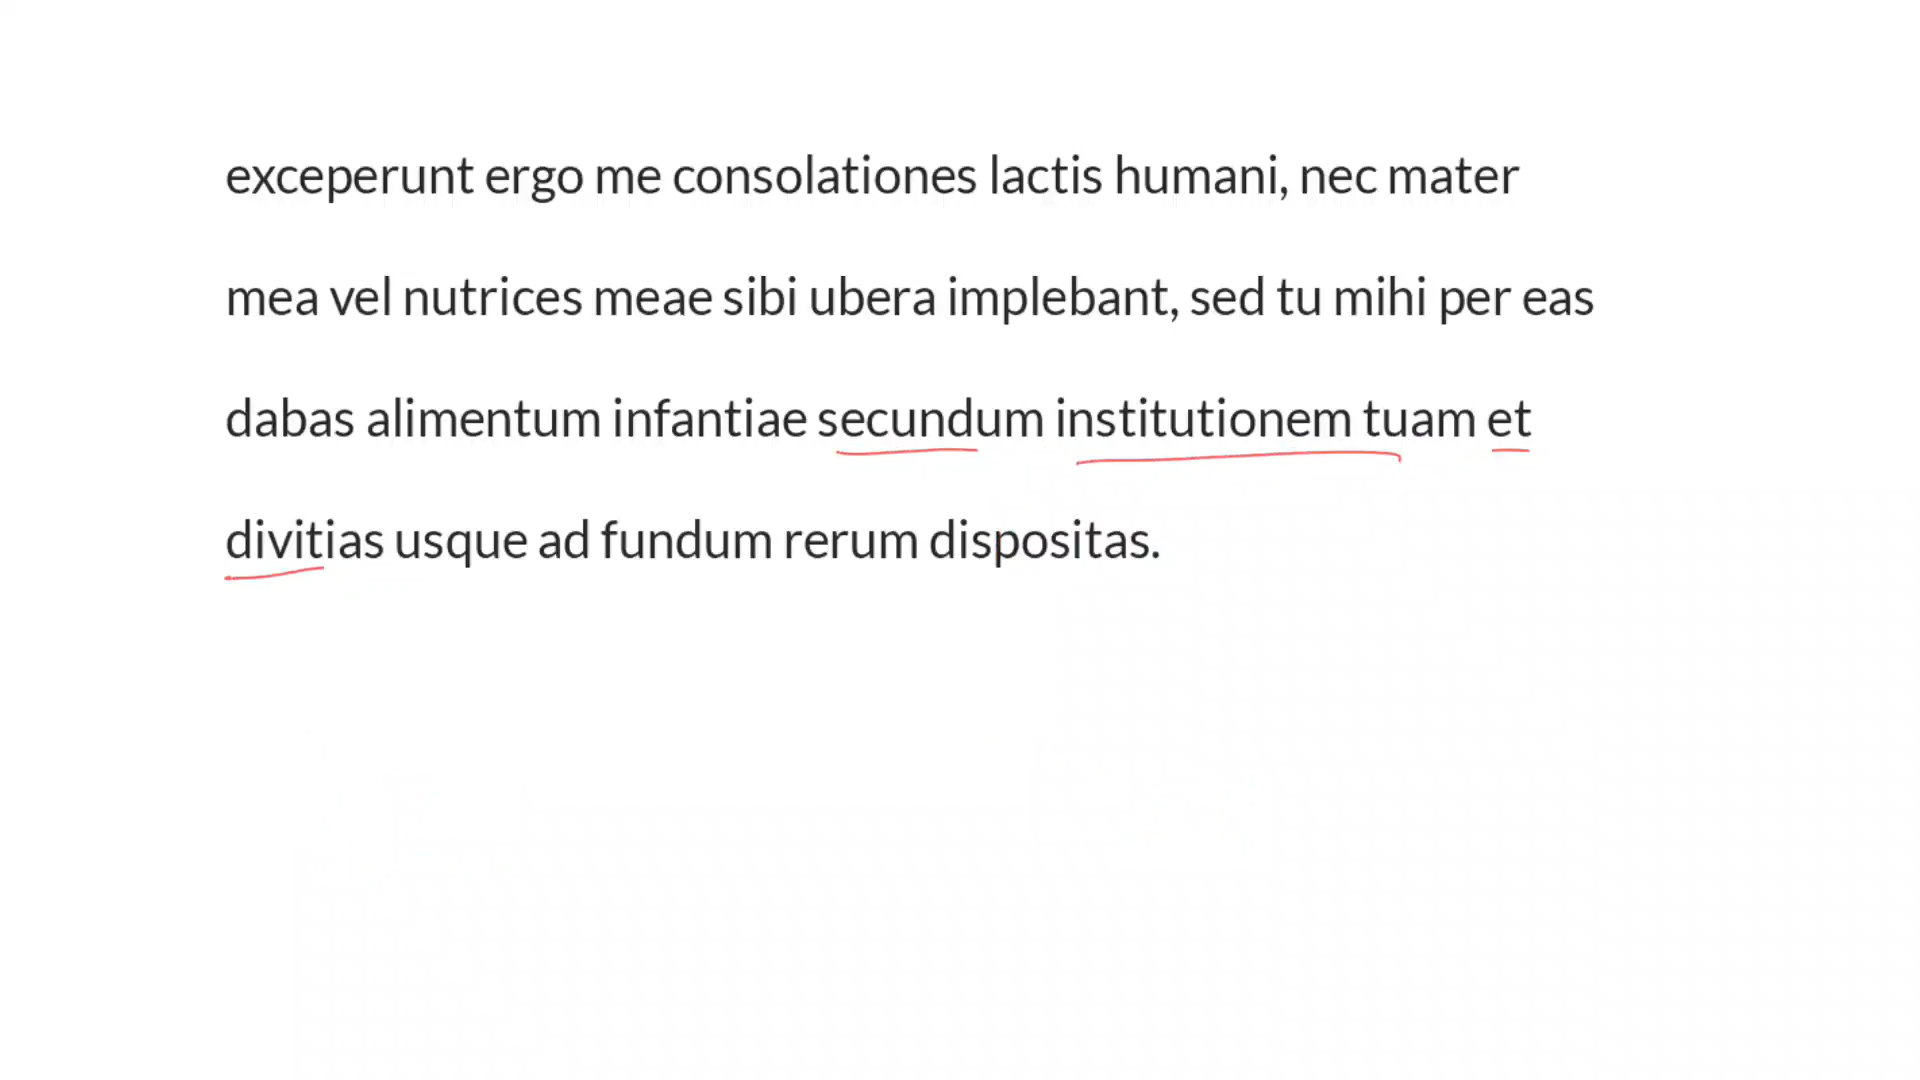 exceperunt ergo me consolationes lactis humani, nec mater
mea vel nutrices meae sibi ubera implebant, sed tu mihi per eas
dabas alimentum infantiae secundum institutionem tuam et
divitias usque ad fundum rerum dispositas.